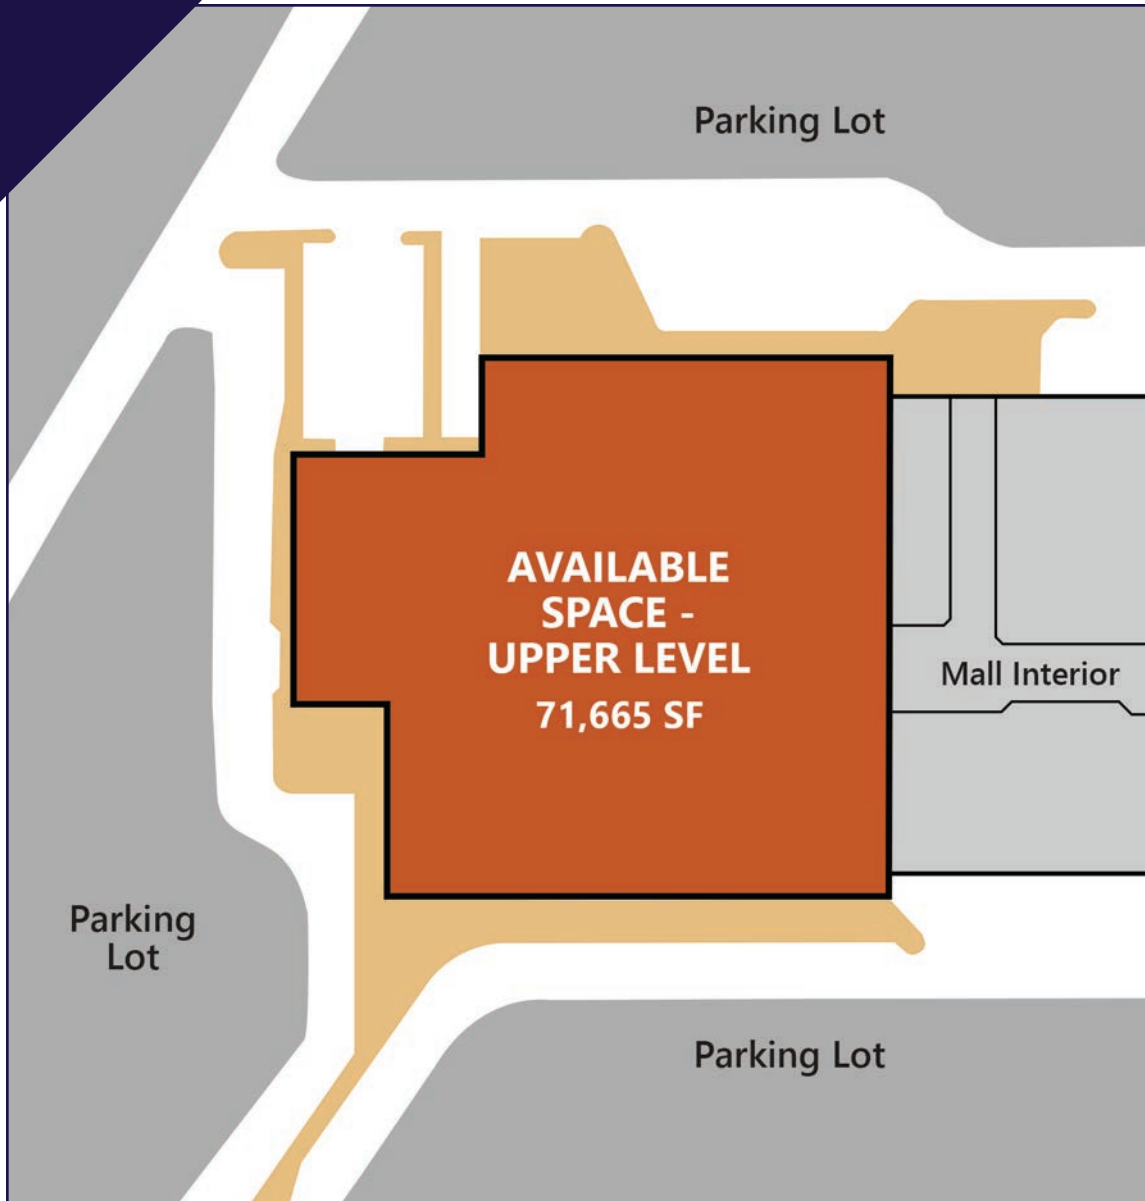 Parking Lot
AVAILABLE
SPACE -
UPPER LEVEL
71,665 SF
Mall Interior
Parking
Lot
Parking Lot